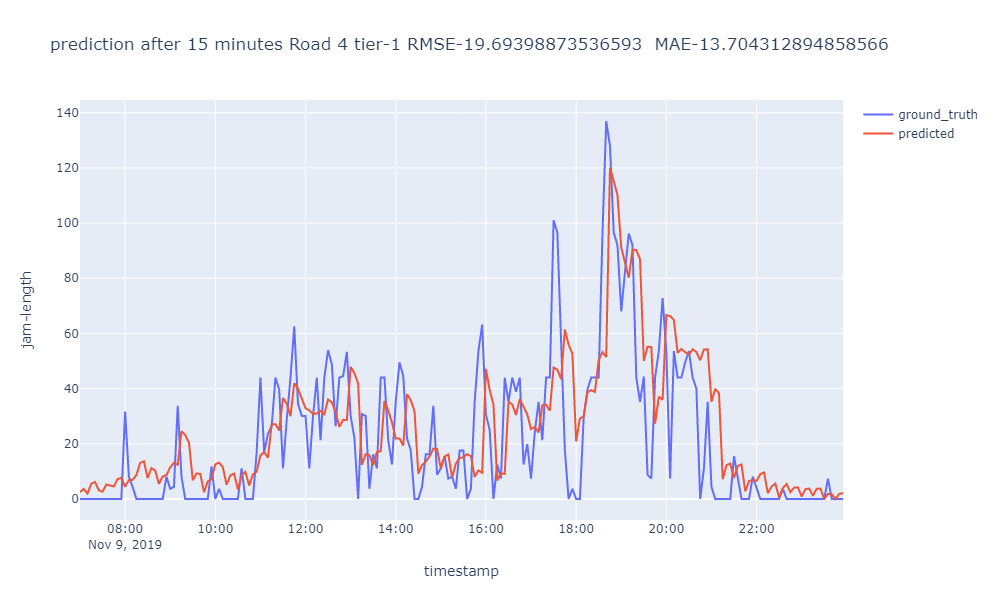 prediction after 15 minutes Road 4 tier-1 RMSE-19.69398873536593  MAE-13.704312894858566
ground_truth
predicted
140
120
100
80
60
40
20
0
jam-length
08:00 10:00 12:00 14:00 16:00 18:00 20:00 22:00
Nov 9, 2019
timestamp